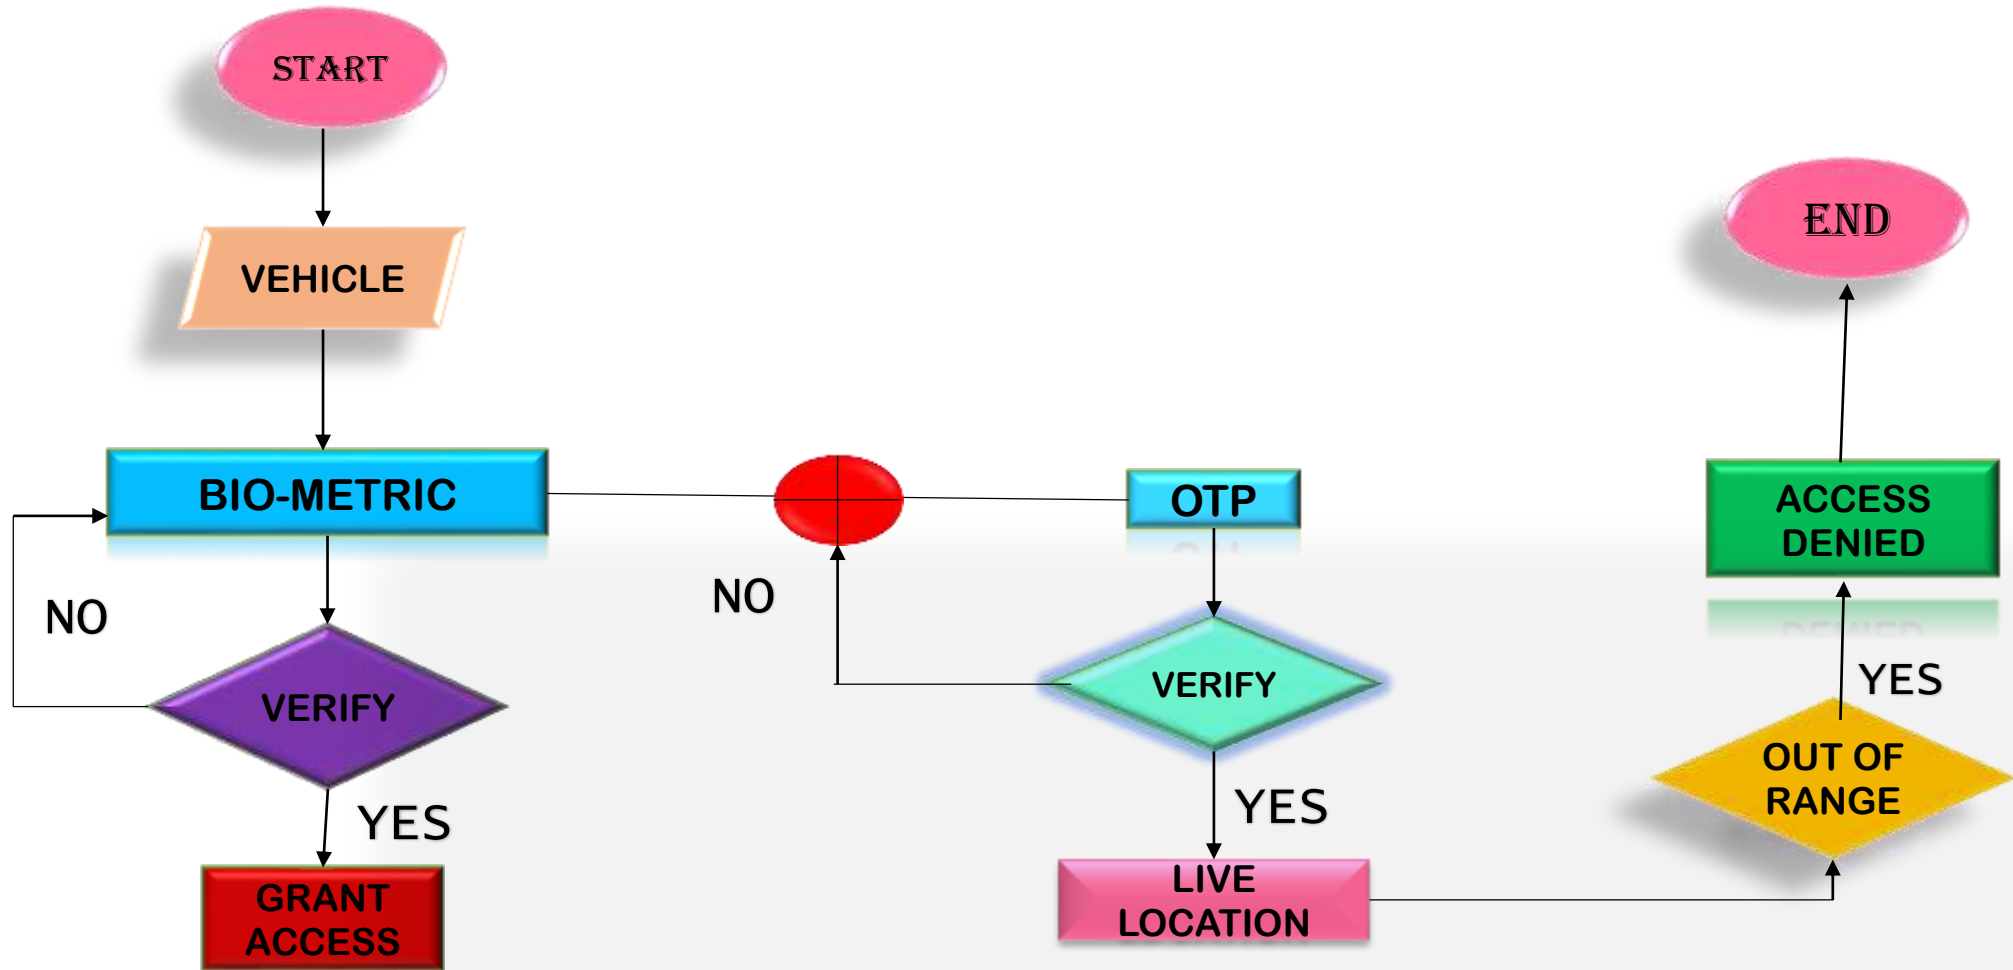 START
VEHICLE
BIO-METRIC
NO
VERIFY
YES
GRANT
ACCESS
OTP
NO
VERIFY
YES
LIVE
LOCATION
END
ACCESS
DENIED
YES
OUT OF
RANGE